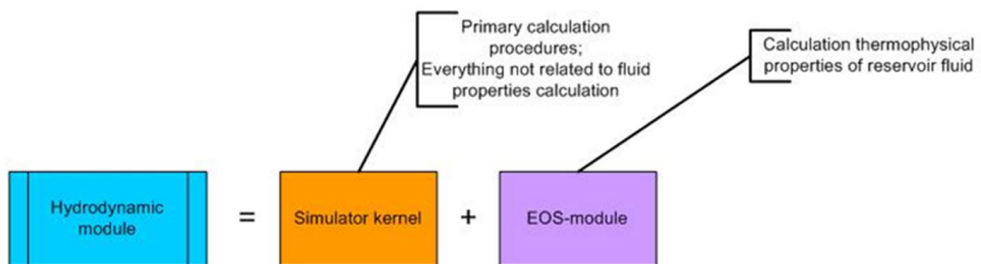 Primary calculation
procedures;
Everything not related to fluid
properties calculation
Calculation thermophysical
properties of reservoir fluid
Hydrodynamic
module
=
Simulator kernel
+
EOS-module